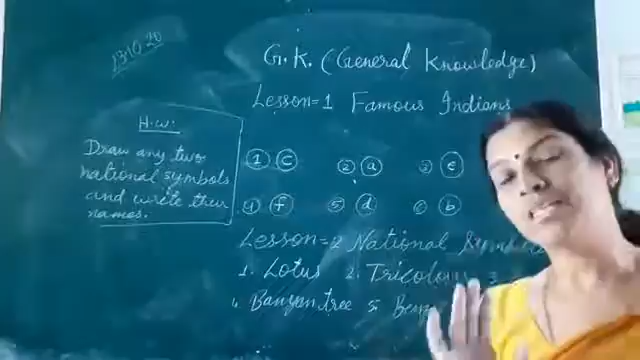 13.10.20
G.K. (General Knowledge)
Lesson=1 Famous Indians
H.W.
Draw any two
national symbols
and write their
names.
1 c 2 a 3 e
4 f 5 d 6 b
Lesson=2 National
1. Lotus 2. Tricolour 3
4. Banyan tree 5.